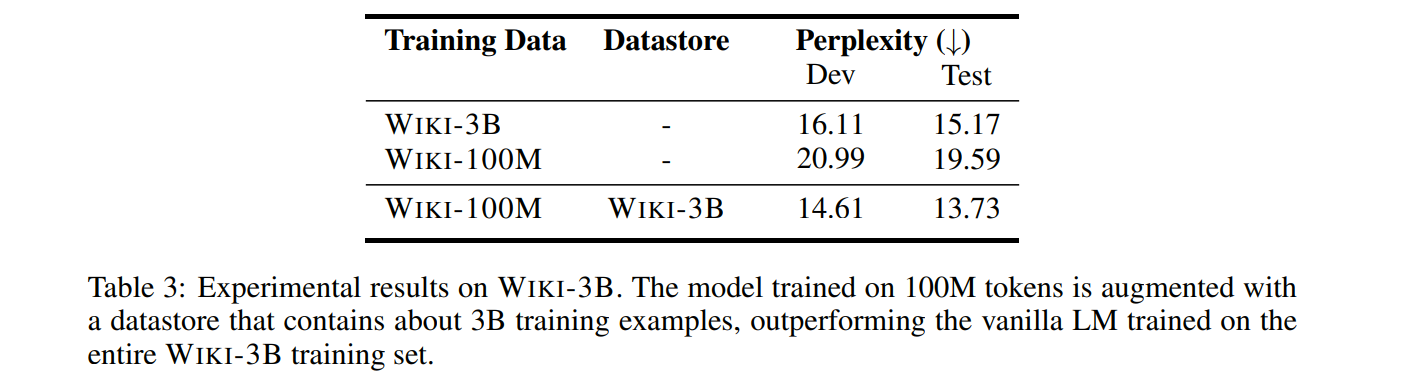 Training Data Datastore Perplexity (↓)
Dev Test
WIKI-3B - 16.11 15.17
WIKI-100M - 20.99 19.59
WIKI-100M WIKI-3B 14.61 13.73
Table 3: Experimental results on WIKI-3B. The model trained on 100M tokens is augmented with
a datastore that contains about 3B training examples, outperforming the vanilla LM trained on the
entire WIKI-3B training set.